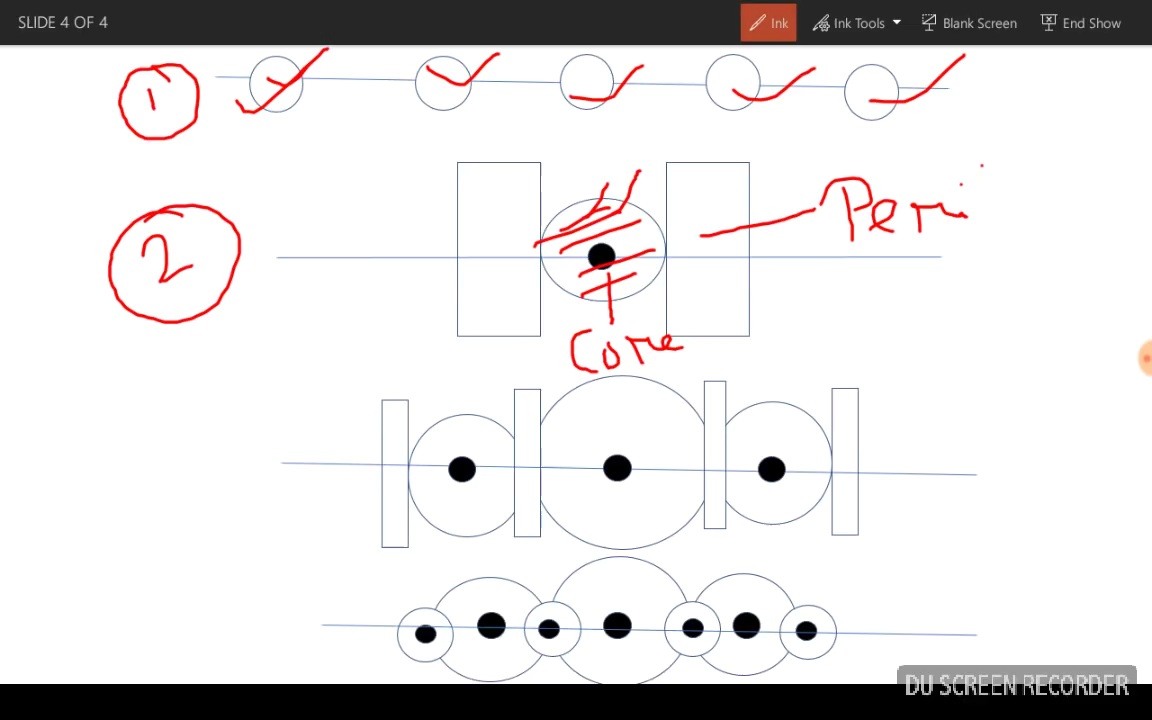 SLIDE 4 OF 4
Ink
Ink Tools
Blank Screen
End Show
1
2
Peri
Core
DU SCREEN RECORDER